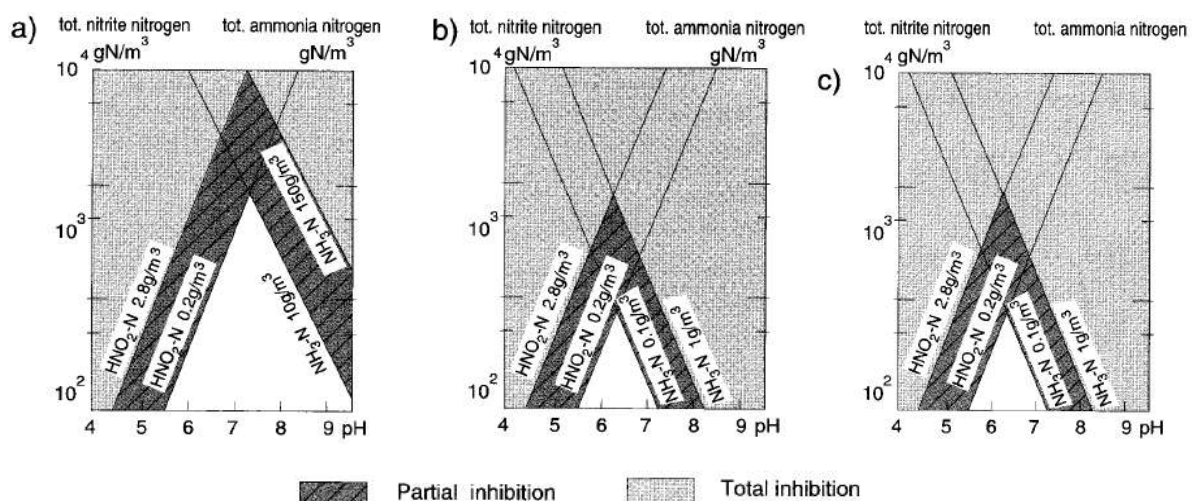 a) tot. nitrite nitrogen tot. ammonia nitrogen
gN/m³ gN/m³
10⁴
10³
10²
HNO₂-N 2.8g/m³
HNO₂-N 0.2g/m³
NH₃-N 10g/m³
NH₃-N 150g/m³
4 5 6 7 8 9 pH
b) tot. nitrite nitrogen tot. ammonia nitrogen
gN/m³ gN/m³
10⁴
10³
10²
HNO₂-N 2.8g/m³
HNO₂-N 0.2g/m³
NH₃-N 0.1g/m³
NH₃-N 1g/m³
4 5 6 7 8 9 pH
c) tot. nitrite nitrogen tot. ammonia nitrogen
gN/m³ gN/m³
10⁴
10³
10²
HNO₂-N 2.8g/m³
HNO₂-N 0.2g/m³
NH₃-N 0.1g/m³
NH₃-N 1g/m³
4 5 6 7 8 9 pH
Partial inhibition Total inhibition